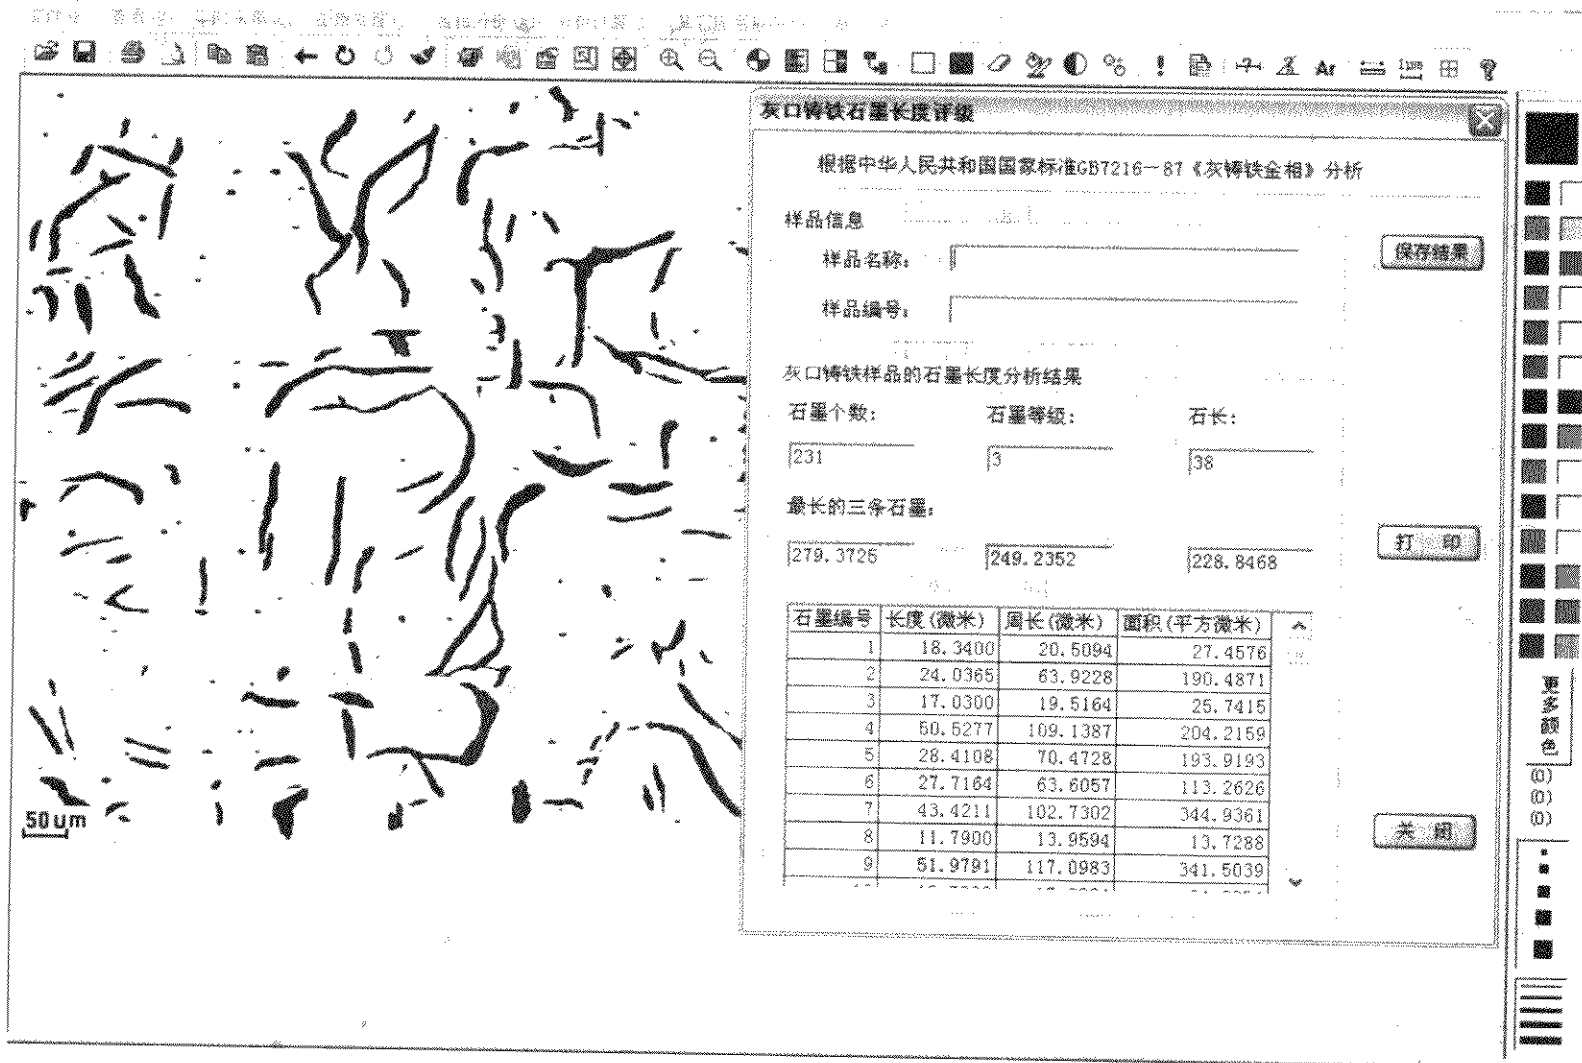 Ar
1μm
灰口铸铁石墨长度评级
根据中华人民共和国国家标准GB7216-87《灰铸铁金相》分析
样品信息
样品名称:
保存结果
样品编号:
灰口铸铁样品的石墨长度分析结果
石墨个数: 石墨等级: 石长:
231 3 38
最长的三条石墨:
279.3725 249.2352 228.8468
打 印
石墨编号 长度(微米) 周长(微米) 面积(平方微米)
1 18.3400 20.5094 27.4576
2 24.0365 63.9228 190.4871
3 17.0300 19.5164 25.7415
4 50.5277 109.1387 204.2159
5 28.4108 70.4728 193.9193
6 27.7164 63.6057 113.2626
7 43.4211 102.7302 344.9361
8 11.7900 13.9594 13.7288
9 51.9791 117.0983 341.5039
关 闭
50um
更多颜色
(0)
(0)
(0)